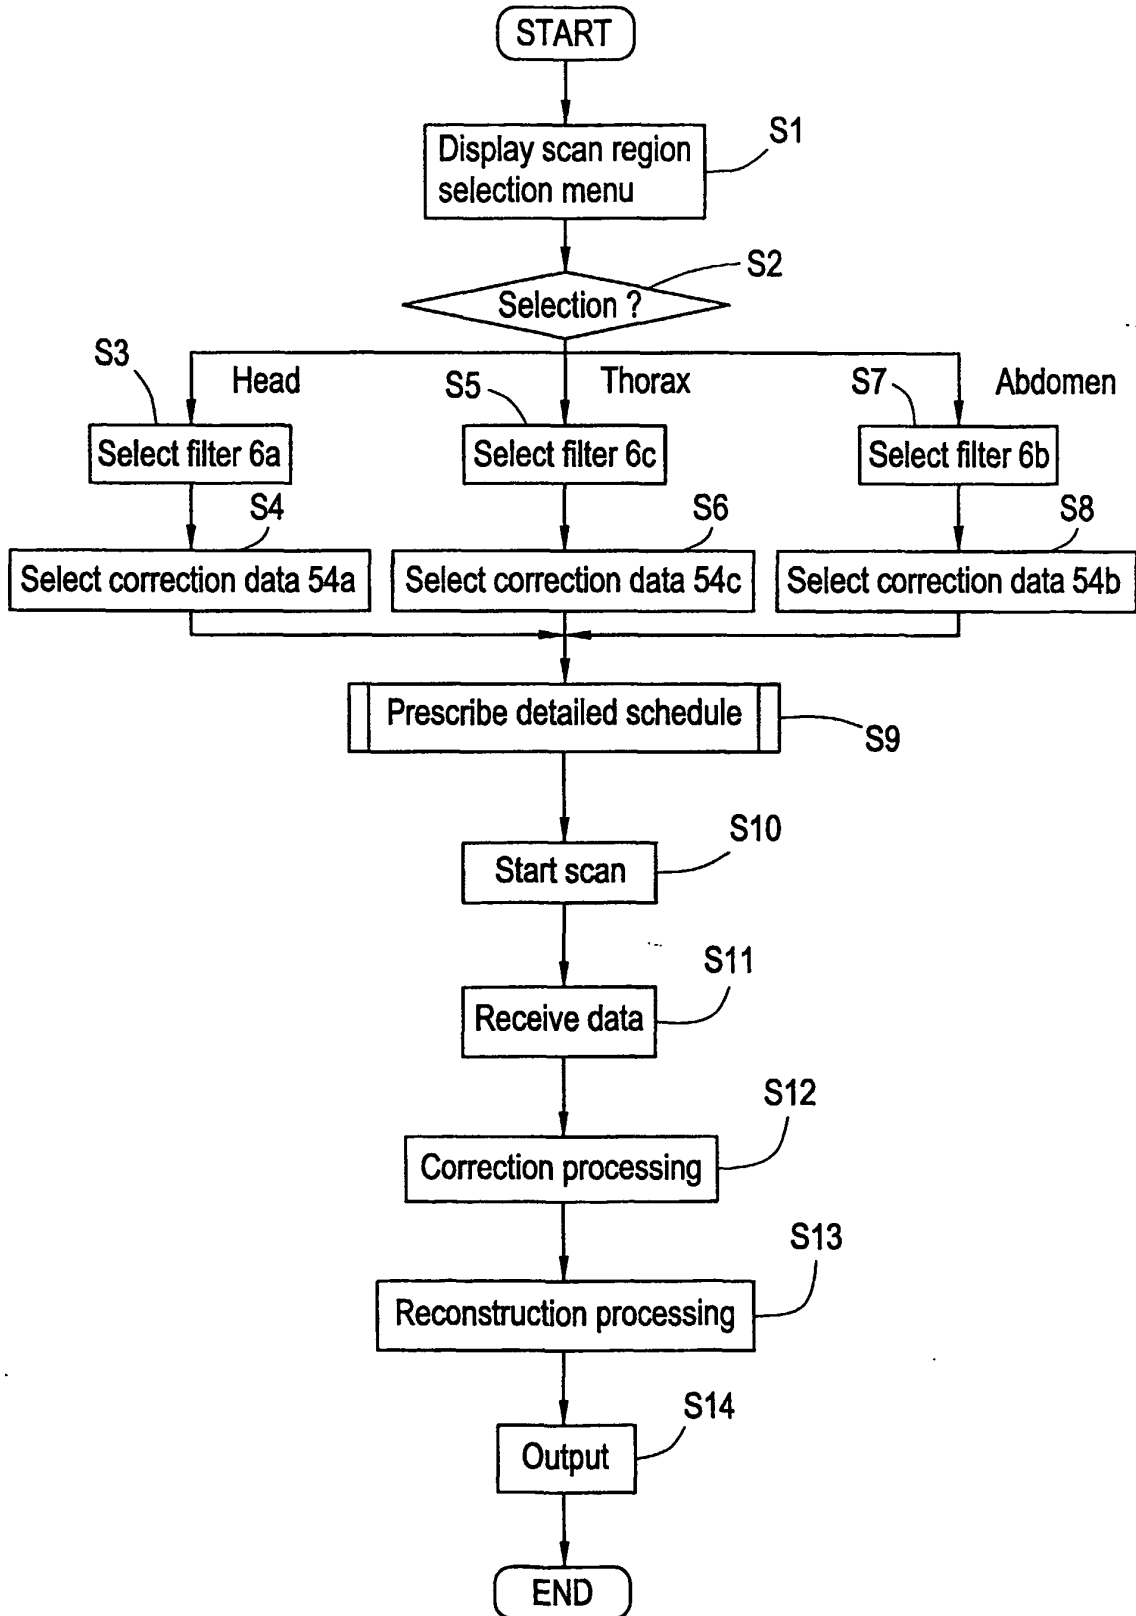 START
Display scan region
selection menu
S1
Selection ?
S2
S3
Head
S5
Thorax
S7
Abdomen
Select filter 6a
Select filter 6c
Select filter 6b
S4
S6
S8
Select correction data 54a
Select correction data 54c
Select correction data 54b
Prescribe detailed schedule
S9
S10
Start scan
S11
Receive data
S12
Correction processing
S13
Reconstruction processing
S14
Output
END